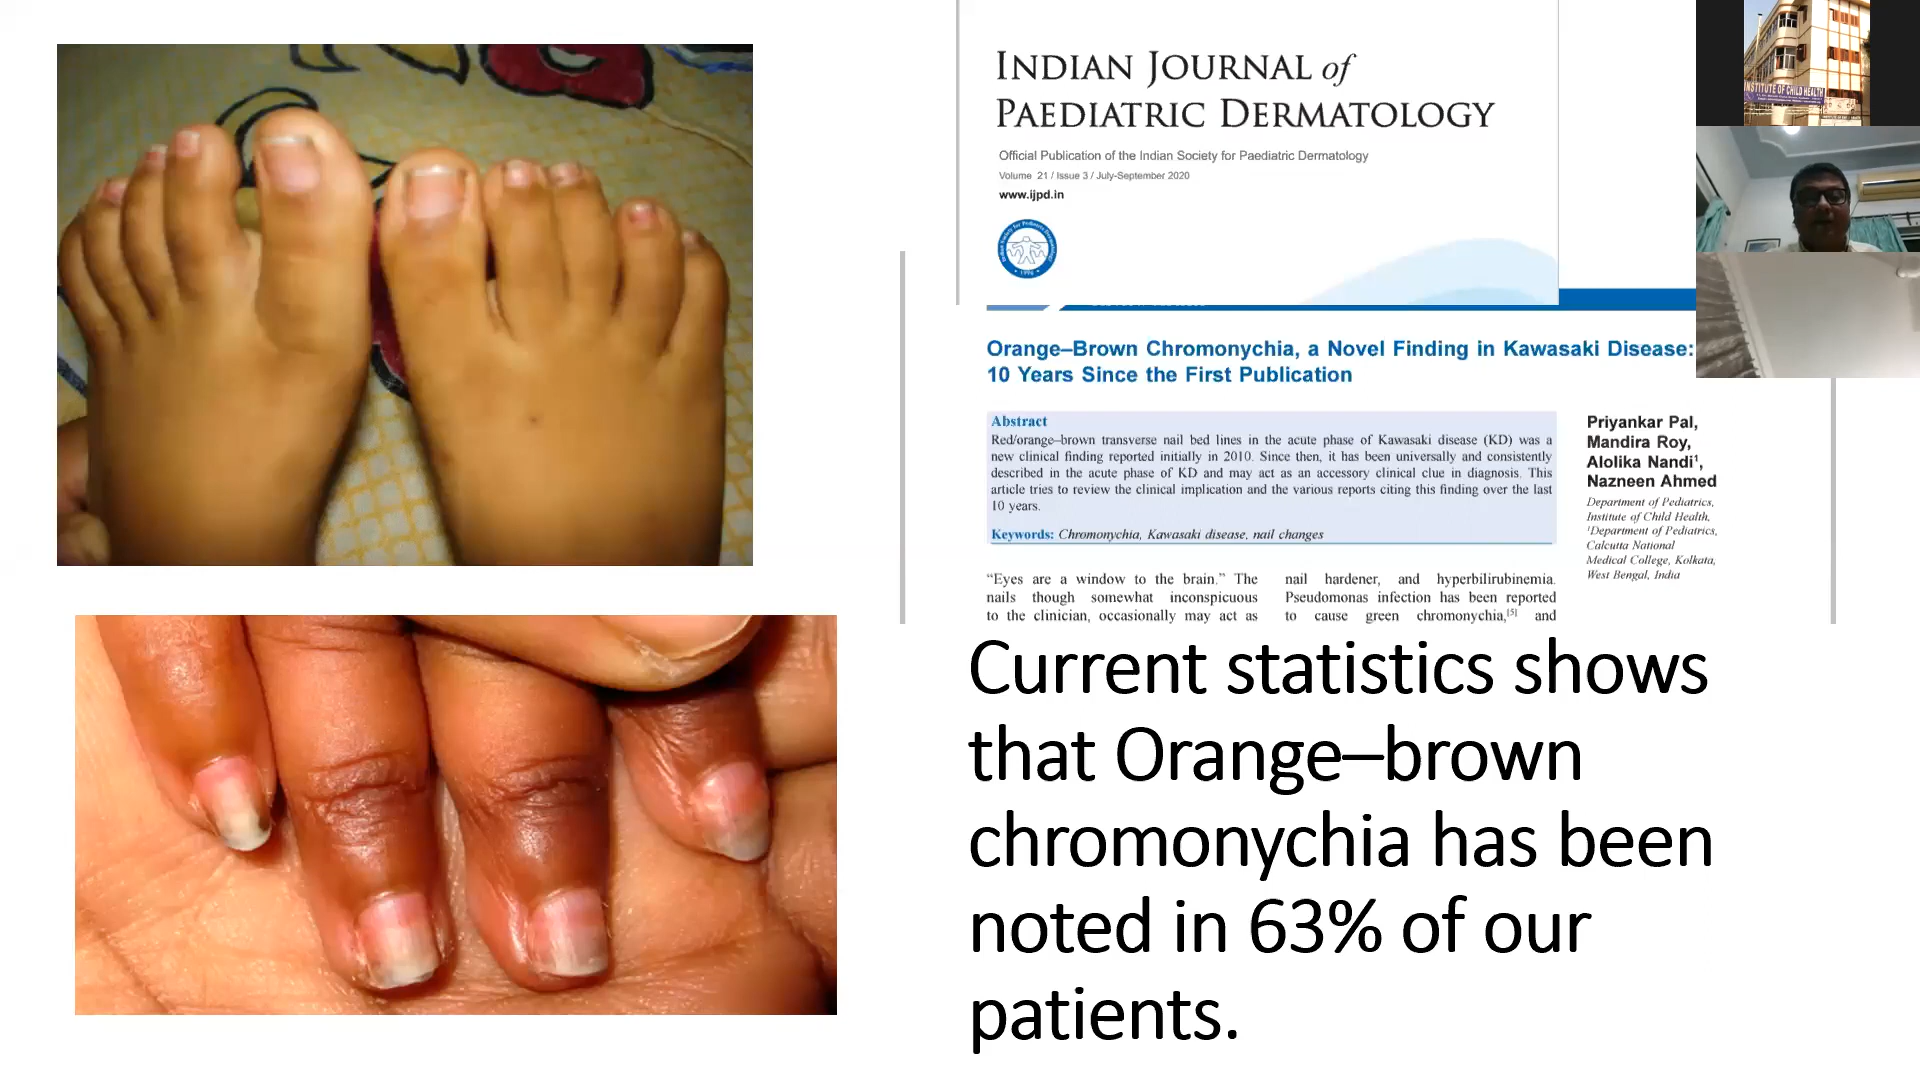 INDIAN JOURNAL of
PAEDIATRIC DERMATOLOGY
Official Publication of the Indian Society for Paediatric Dermatology
Volume 21 / Issue 3 / July-September 2020
www.ijpd.in
INSTITUTE OF CHILD HEALTH
Orange–Brown Chromonychia, a Novel Finding in Kawasaki Disease:
10 Years Since the First Publication
Abstract
Red/orange–brown transverse nail bed lines in the acute phase of Kawasaki disease (KD) was a
new clinical finding reported initially in 2010. Since then, it has been universally and consistently
described in the acute phase of KD and may act as an accessory clinical clue in diagnosis. This
article tries to review the clinical implication and the various reports citing this finding over the last
10 years.
Keywords: Chromonychia, Kawasaki disease, nail changes
Priyankar Pal,
Mandira Roy,
Alolika Nandi¹,
Nazneen Ahmed
Department of Pediatrics,
Institute of Child Health,
¹Department of Pediatrics,
Calcutta National
Medical College, Kolkata,
West Bengal, India
“Eyes are a window to the brain.” The
nails though somewhat inconspicuous
to the clinician, occasionally may act as
nail hardener, and hyperbilirubinemia.
Pseudomonas infection has been reported
to cause green chromonychia,[5] and
Current statistics shows
that Orange–brown
chromonychia has been
noted in 63% of our
patients.